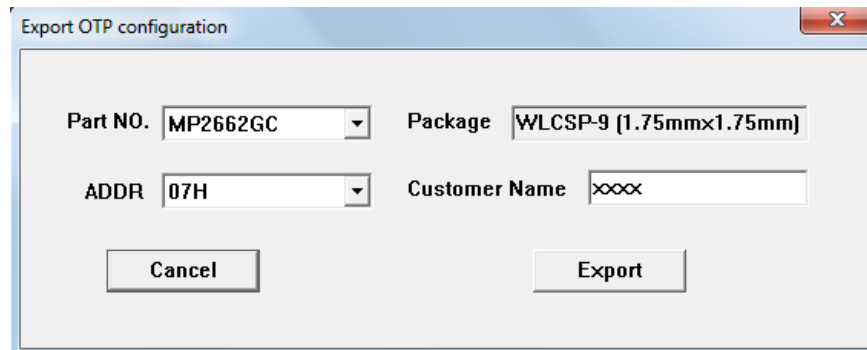 Export OTP configuration
Part NO. MP2662GC Package WLCSP-9 (1.75mm×1.75mm)
ADDR 07H Customer Name xxxx
Cancel Export